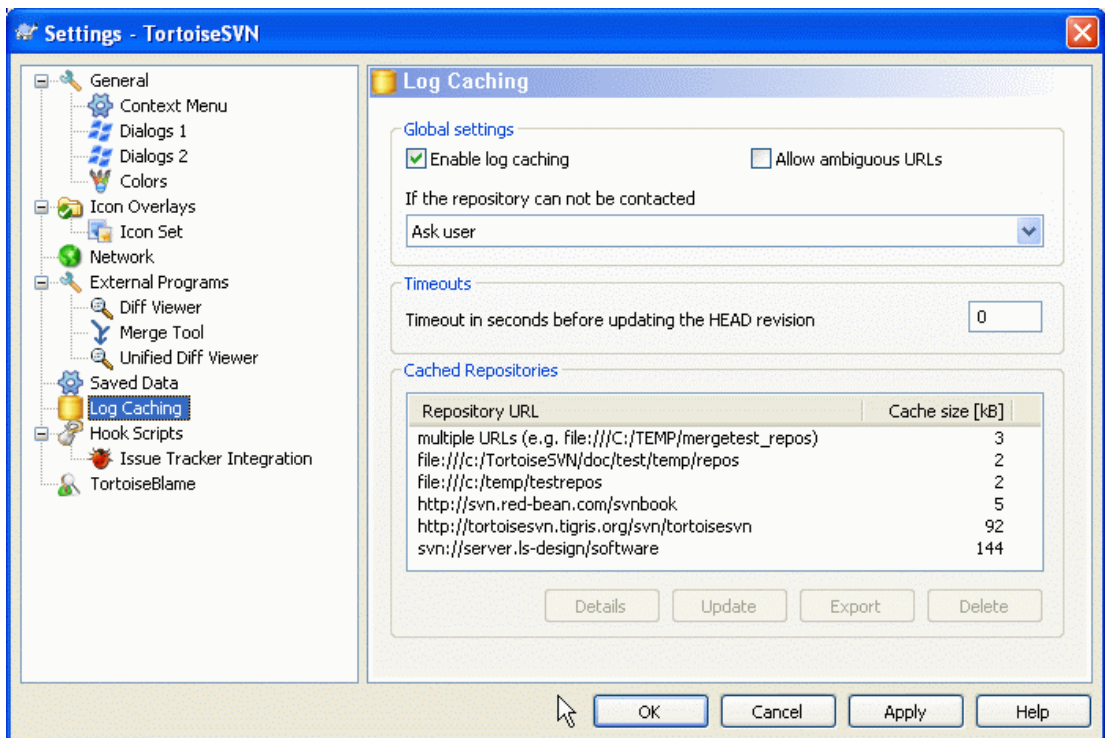 Settings - TortoiseSVN
General
Context Menu
Dialogs 1
Dialogs 2
Colors
Icon Overlays
Icon Set
Network
External Programs
Diff Viewer
Merge Tool
Unified Diff Viewer
Saved Data
Log Caching
Hook Scripts
Issue Tracker Integration
TortoiseBlame
Log Caching
Global settings
Enable log caching Allow ambiguous URLs
If the repository can not be contacted
Ask user
Timeouts
Timeout in seconds before updating the HEAD revision 0
Cached Repositories
Repository URL Cache size [kB]
multiple URLs (e.g. file:///C:/TEMP/mergetest_repos) 3
file:///c:/TortoiseSVN/doc/test/temp/repos 2
file:///c:/temp/testrepos 2
http://svn.red-bean.com/svnbook 5
http://tortoisesvn.tigris.org/svn/tortoisesvn 92
svn://server.ls-design/software 144
Details Update Export Delete
OK Cancel Apply Help